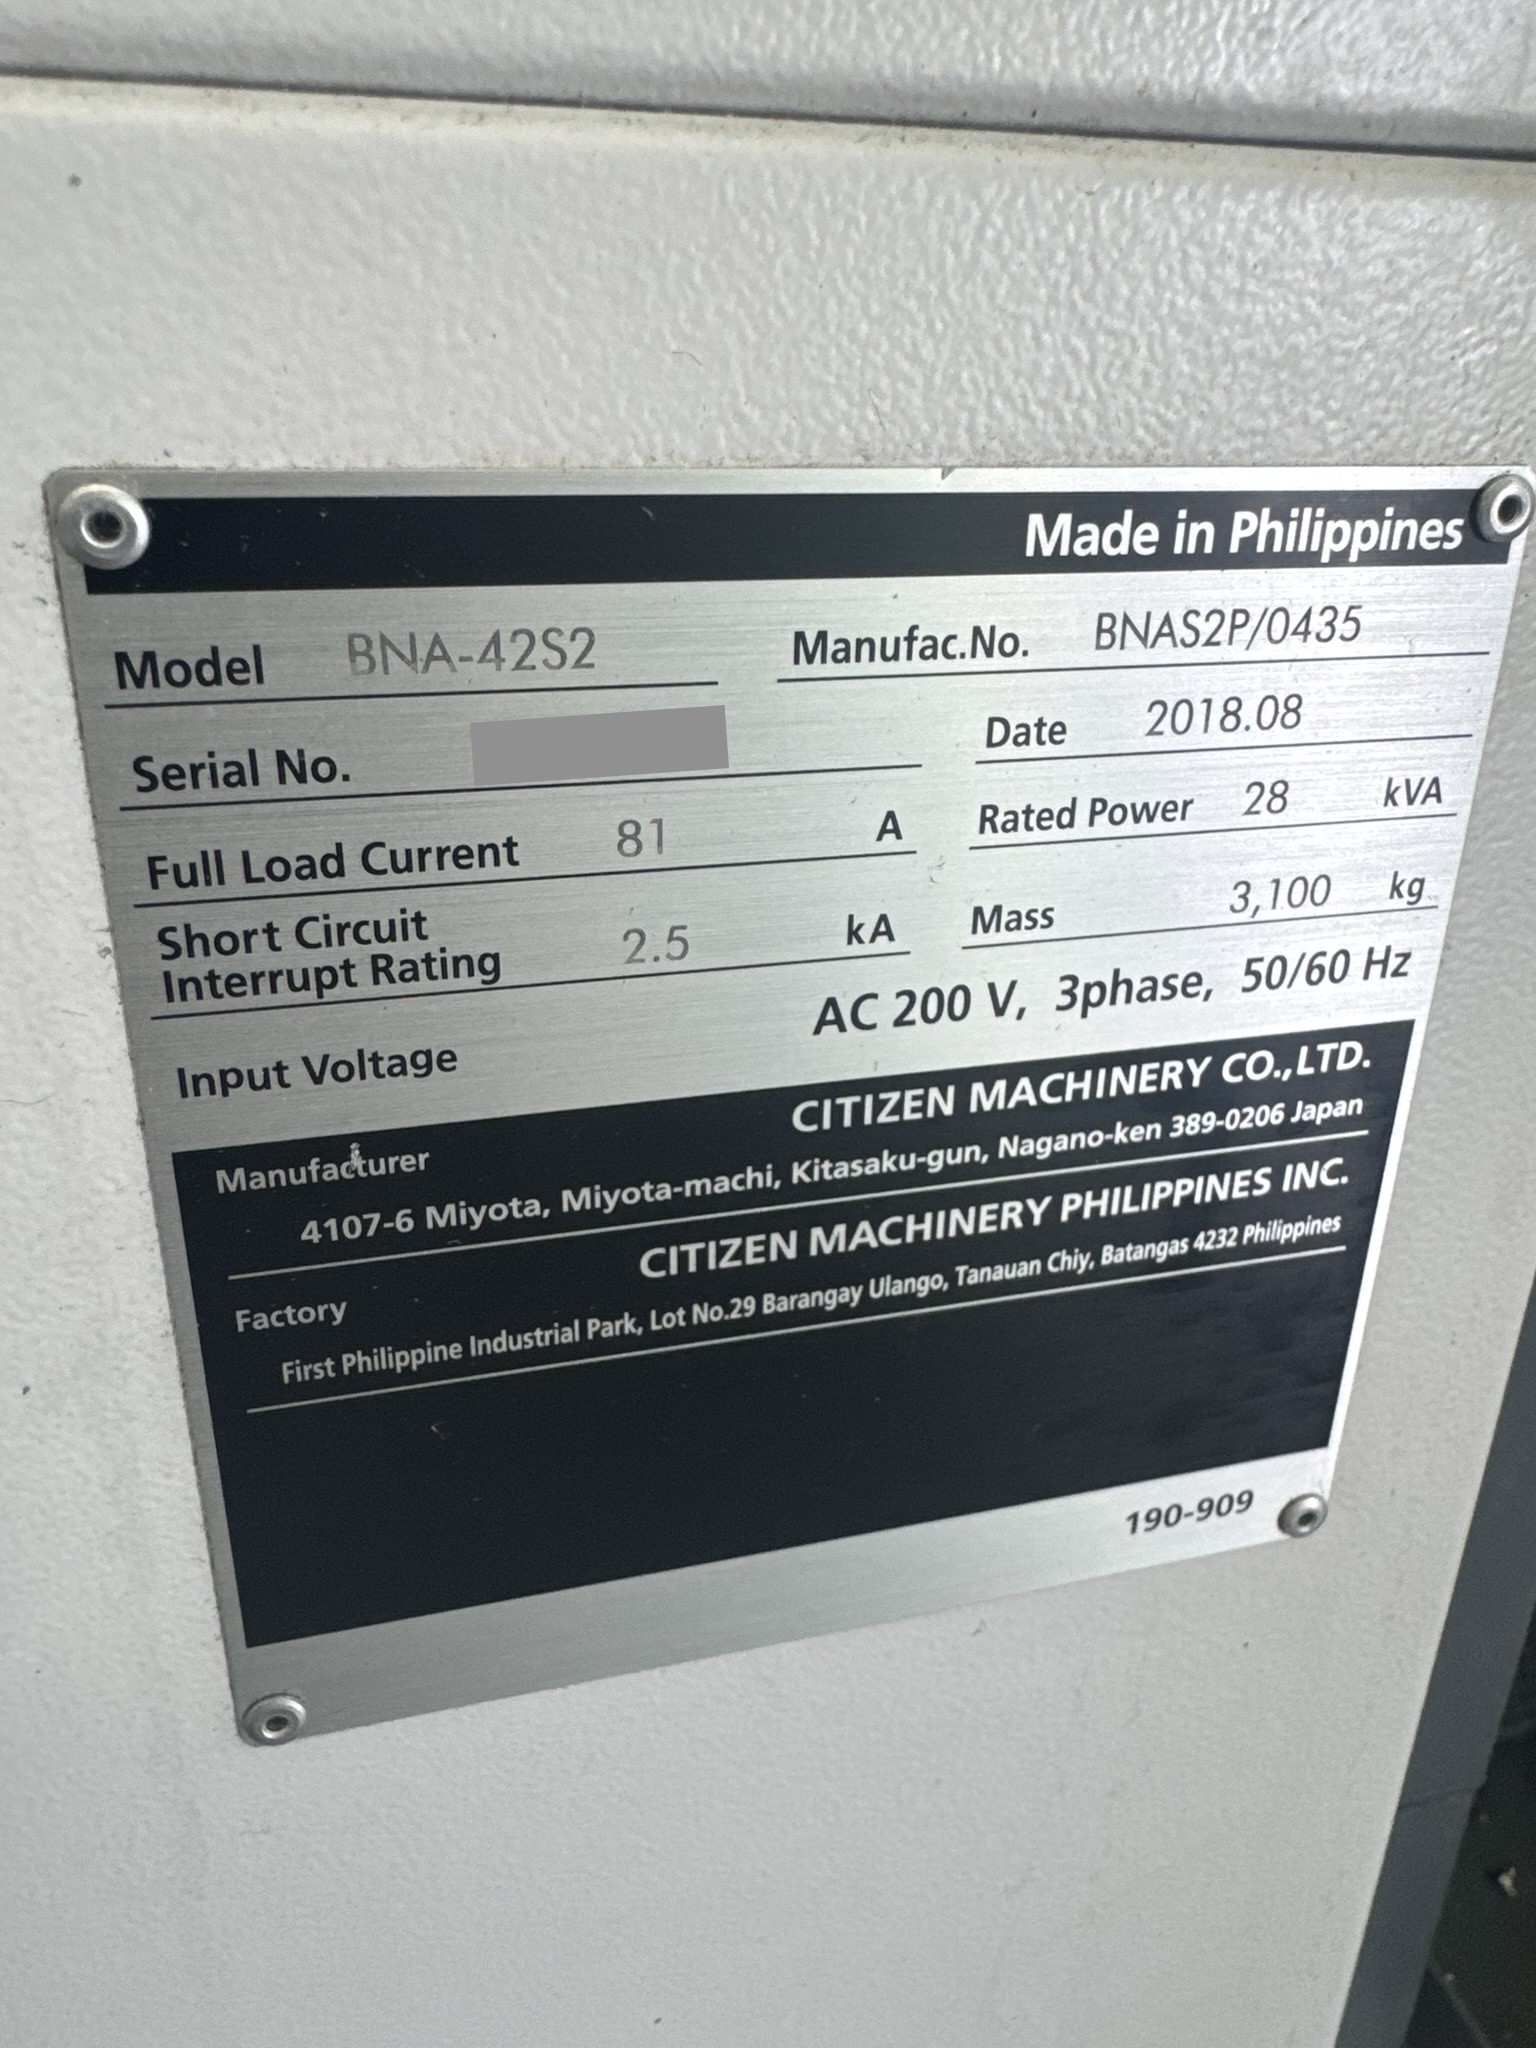 Made in Philippines
Model BNA-42S2 Manufac.No. BNAS2P/0435
Serial No. Date 2018.08
Full Load Current 81 A Rated Power 28 kVA
Short Circuit
Interrupt Rating 2.5 kA Mass 3,100 kg
Input Voltage AC 200 V, 3phase, 50/60 Hz
Manufacturer CITIZEN MACHINERY CO.,LTD.
4107-6 Miyota, Miyota-machi, Kitasaku-gun, Nagano-ken 389-0206 Japan
Factory CITIZEN MACHINERY PHILIPPINES INC.
First Philippine Industrial Park, Lot No.29 Barangay Ulango, Tanauan Chiy, Batangas 4232 Philippines
190-909